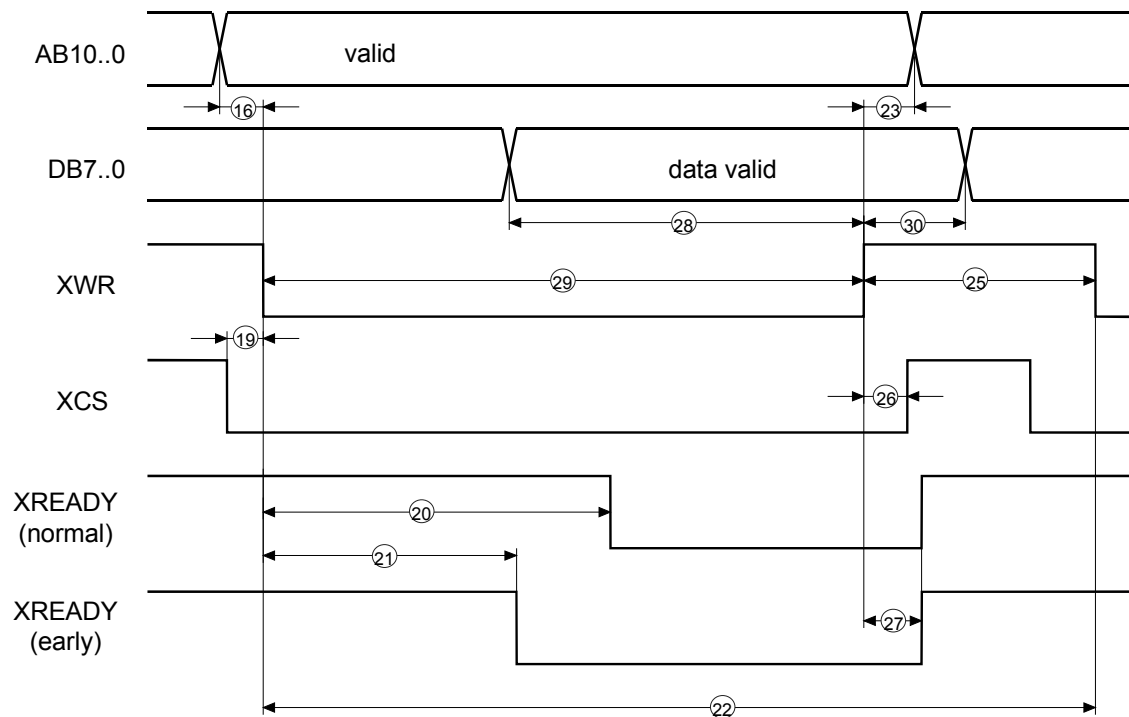 AB10..0
valid
16
23
DB7..0
data valid
28
30
XWR
29
25
19
XCS
26
XREADY
(normal)
20
21
XREADY
(early)
27
22